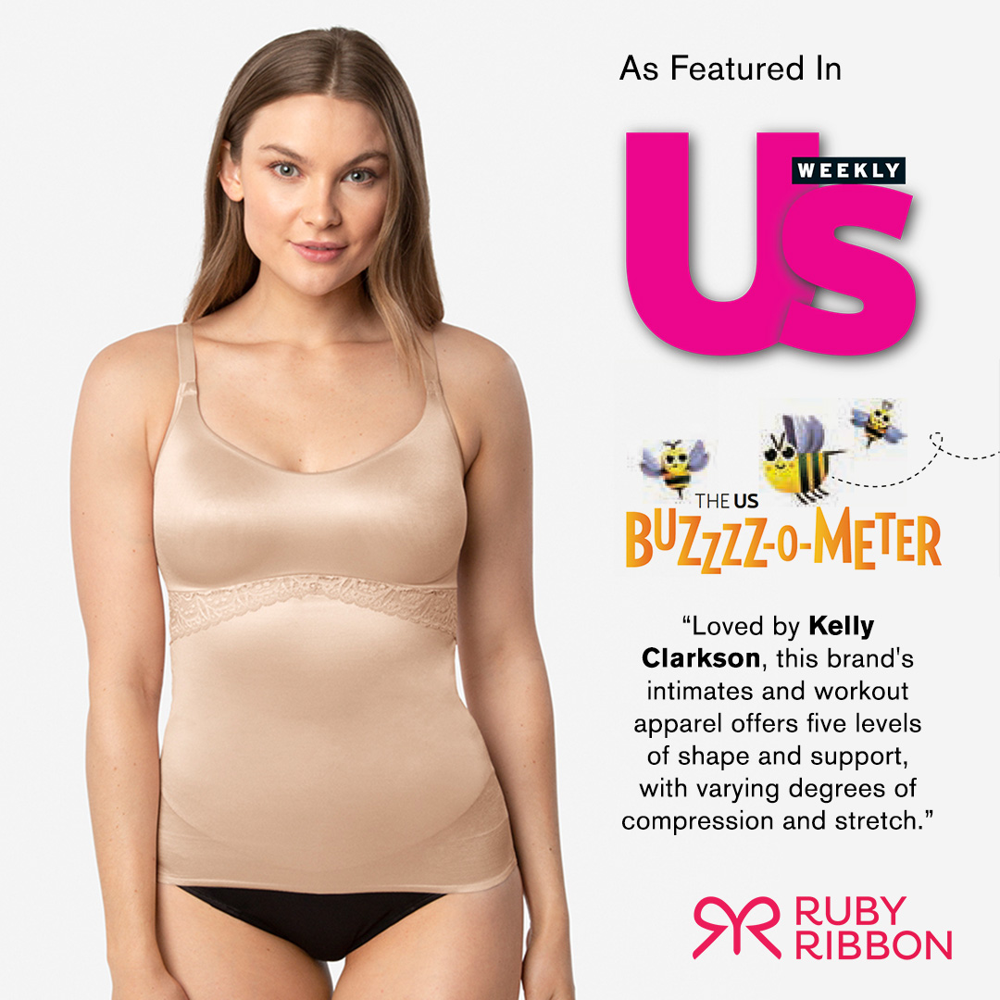 As Featured In
Us
WEEKLY
THE US
BUZZZZ-O-METER
“Loved by Kelly
Clarkson, this brand's
intimates and workout
apparel offers five levels
of shape and support,
with varying degrees of
compression and stretch.”
RUBY
RIBBON